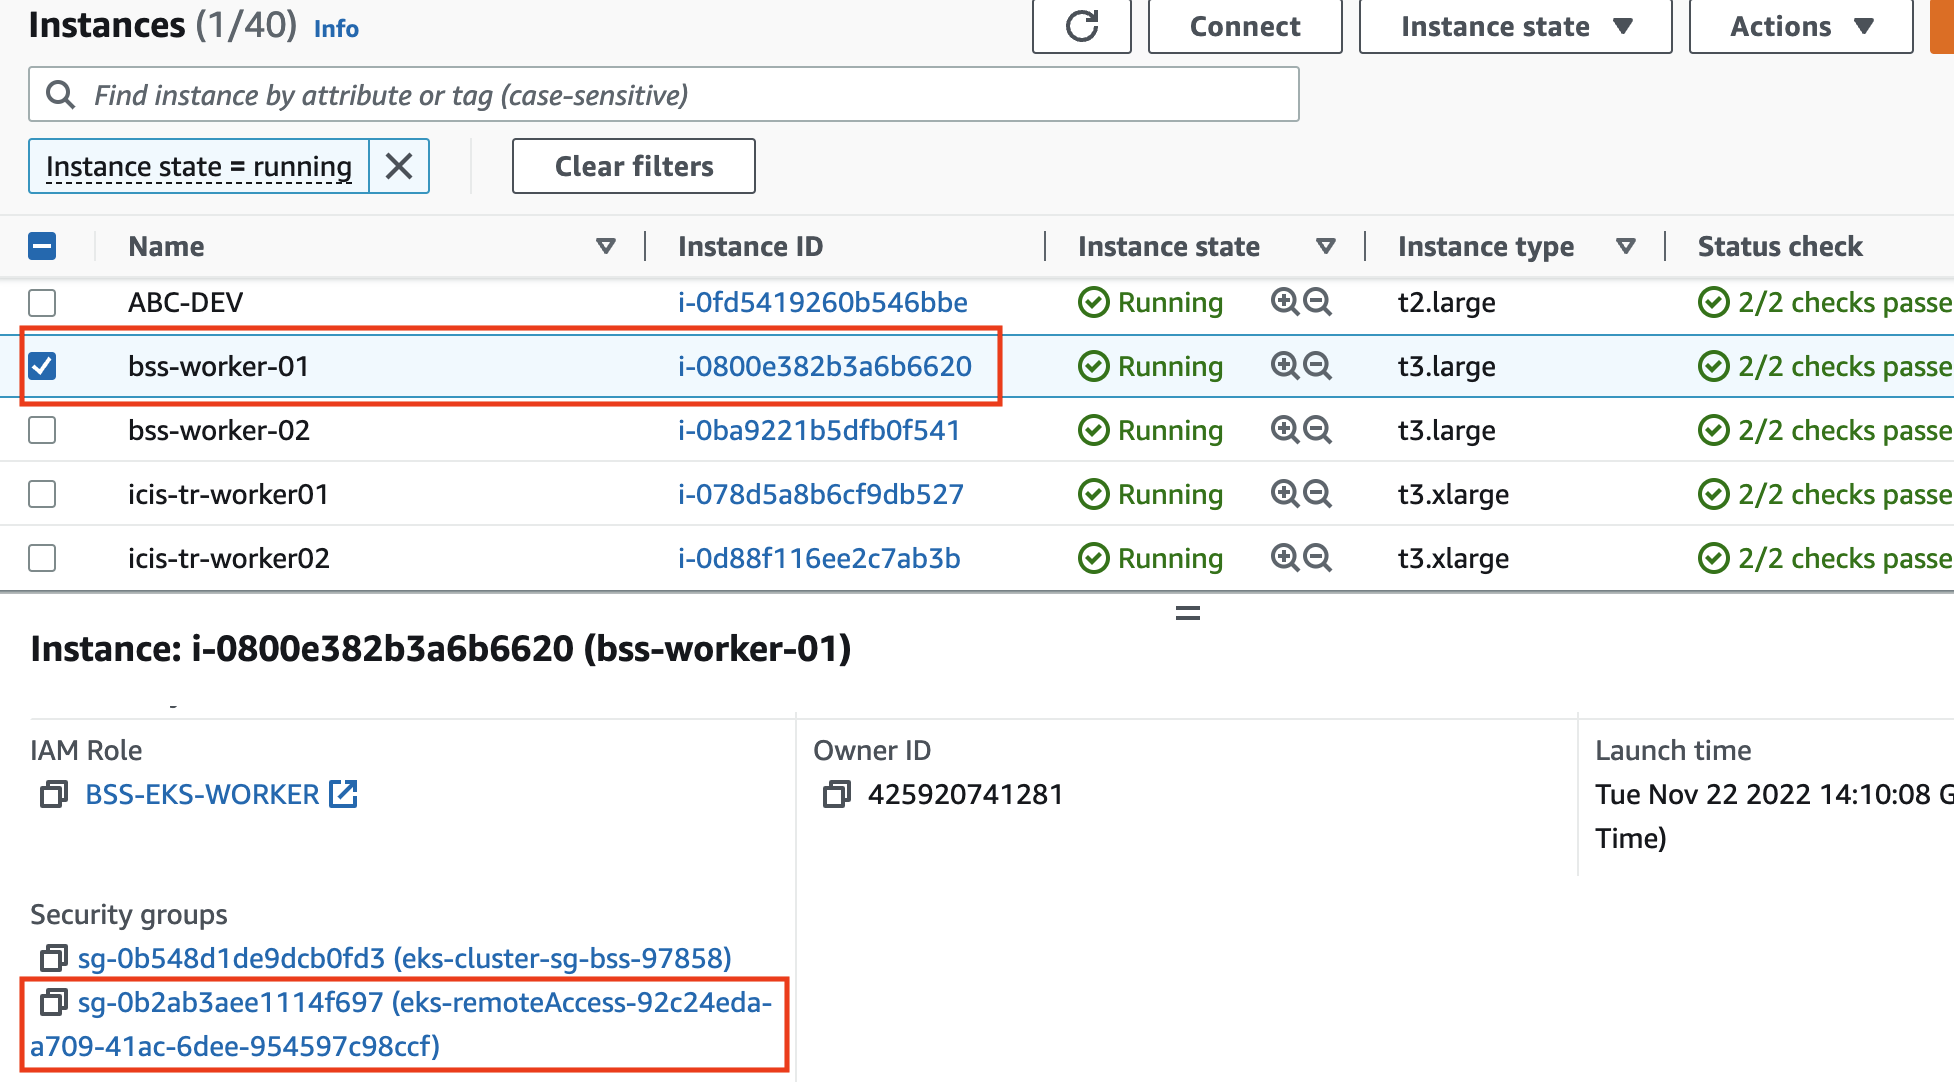 Instances (1/40) Info
Connect
Instance state
Actions
Find instance by attribute or tag (case-sensitive)
Instance state = running
Clear filters
Name Instance ID Instance state Instance type Status check
ABC-DEV i-0fd5419260b546bbe Running t2.large 2/2 checks passe
bss-worker-01 i-0800e382b3a6b6620 Running t3.large 2/2 checks passe
bss-worker-02 i-0ba9221b5dfb0f541 Running t3.large 2/2 checks passe
icis-tr-worker01 i-078d5a8b6cf9db527 Running t3.xlarge 2/2 checks passe
icis-tr-worker02 i-0d88f116ee2c7ab3b Running t3.xlarge 2/2 checks passe
Instance: i-0800e382b3a6b6620 (bss-worker-01)
IAM Role
BSS-EKS-WORKER
Owner ID
425920741281
Launch time
Tue Nov 22 2022 14:10:08 G
Time)
Security groups
sg-0b548d1de9dcb0fd3 (eks-cluster-sg-bss-97858)
sg-0b2ab3aee1114f697 (eks-remoteAccess-92c24eda-
a709-41ac-6dee-954597c98ccf)